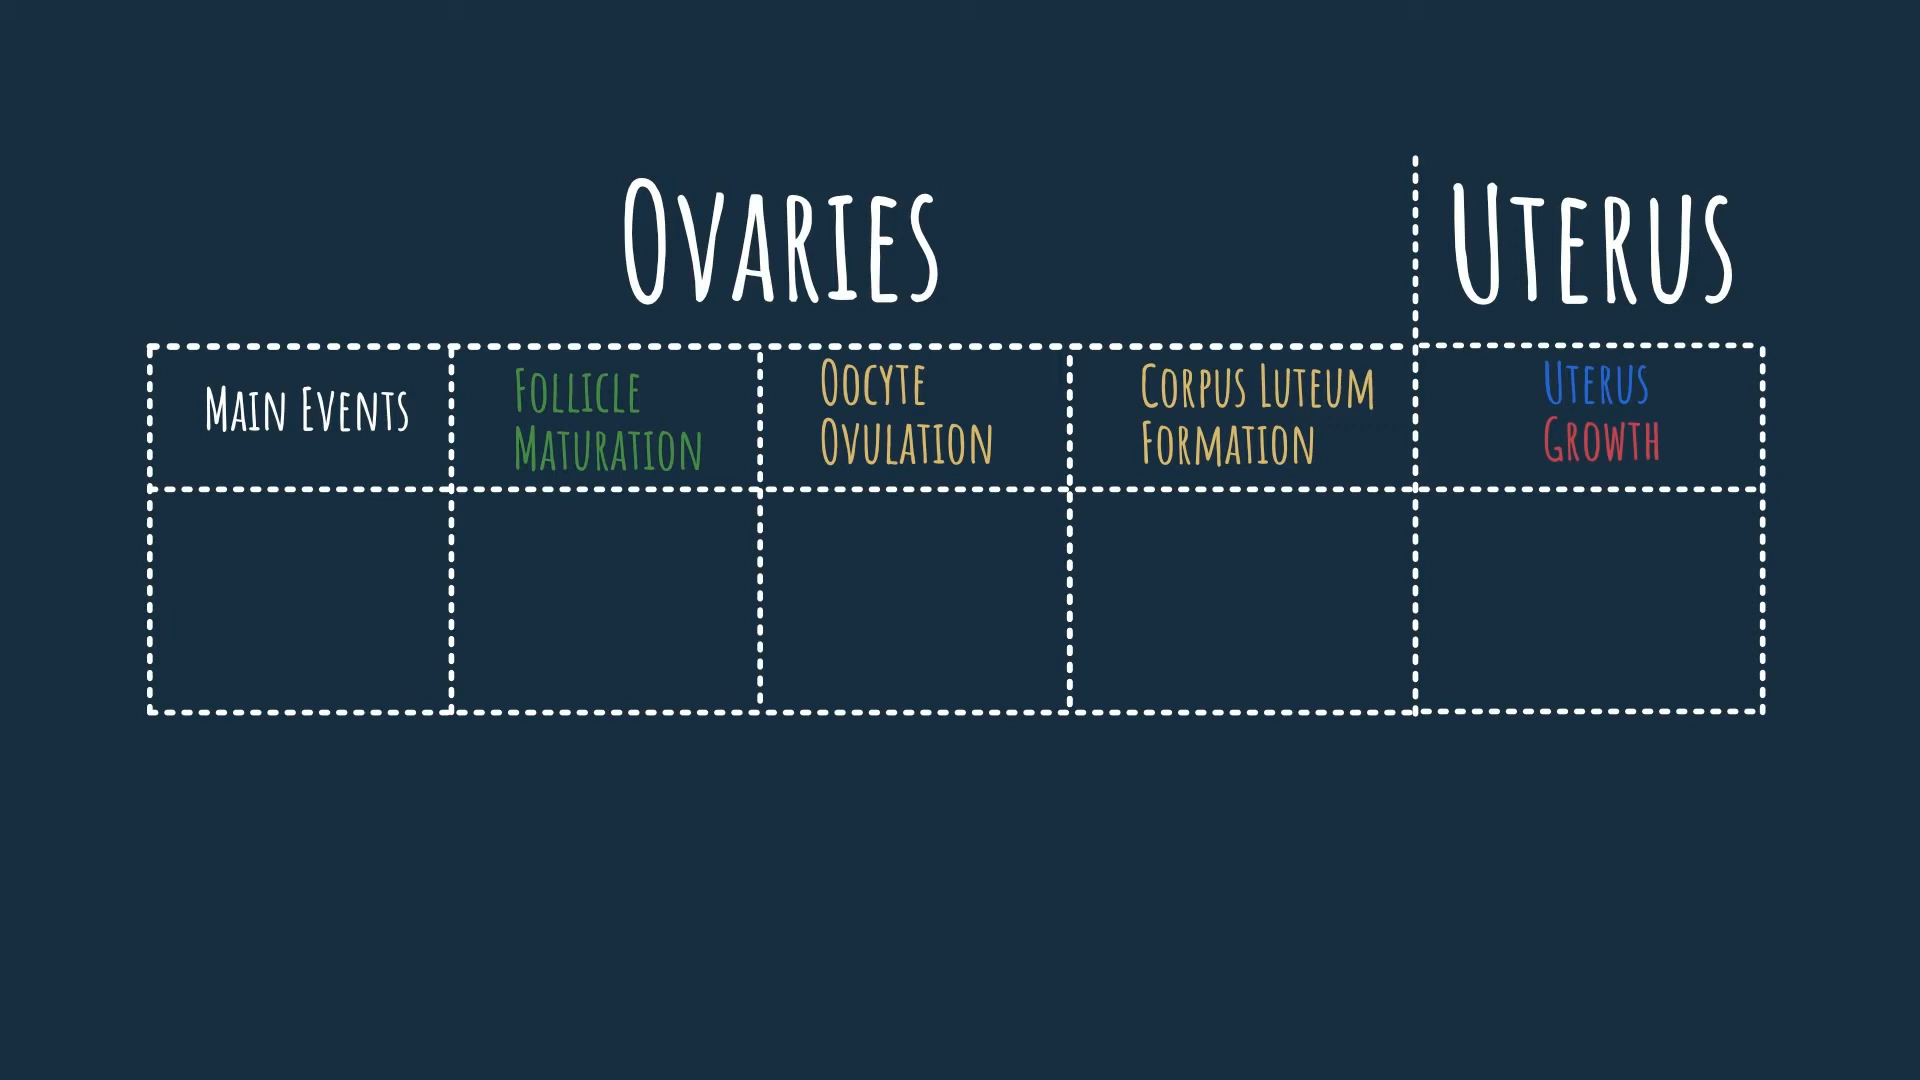 Ovaries
Uterus
Main Events
Follicle
Maturation
Oocyte
Ovulation
Corpus Luteum
Formation
Uterus
Growth